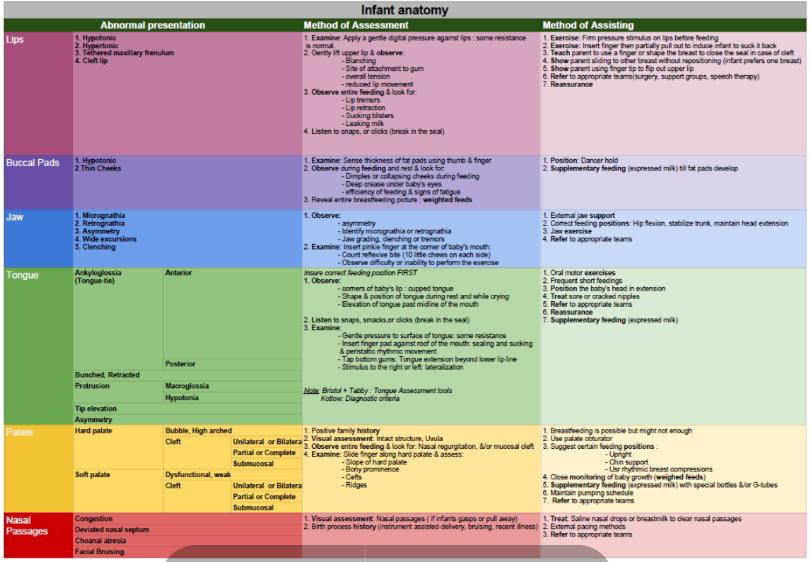 Infant anatomy
Abnormal presentation
Method of Assessment
Method of Assisting
Lips
1. Hypotonic
2. Hypertonic
3. Tethered maxillary frenulum
4. Cleft lip
1. Examine: Apply a gentle digital pressure against lips : some resistance
is normal.
2. Gently lift upper lip & observe:
- Blanching
- Site of attachment to gum
- overall tension
- reduced lip movement
3. Observe entire feeding & look for:
- Lip tremors
- Lip retraction
- Sucking blisters
- Leaking milk
4. Listen to snaps, or clicks (break in the seal)
1. Exercise: Firm pressure stimulus on lips before feeding
2. Exercise: Insert finger then partially pull out to induce infant to suck it back
3. Teach parent to use a finger or shape the breast to close the seal in case of cleft
4. Show parent sliding to other breast without repositioning (infant prefers one breast)
5. Show parent using finger tip to flip out upper lip
6. Refer to appropriate teams(surgery, support groups, speech therapy)
7. Reassurance
Buccal Pads
1. Hypotonic
2.Thin Cheeks
1. Examine: Sense thickness of fat pads using thumb & finger
2. Observe during feeding and rest & look for:
- Dimples or collapsing cheeks during feeding
- Deep crease under baby's eyes
- efficiency of feeding & signs of fatigue
3. Reveal entire breastfeeding picture : weighted feeds
1. Position: Dancer hold
2. Supplementary feeding (expressed milk) till fat pads develop
Jaw
1. Micrognathia
2. Retrognathia
3. Asymmetry
4. Wide excursions
5. Clenching
1. Observe:
- asymmetry
- Identify micrognathia or retrognathia
- Jaw grading, clenching or tremors
2. Examine: Insert pinkie finger at the corner of baby's mouth:
- Count reflexive bite (10 little chews on each side)
- Observe difficulty or inability to perform the exercise
1. External jaw support
2. Correct feeding positions: Hip flexion, stabilize trunk, maintain head extension
3. Jaw exercise
4. Refer to appropriate teams
Tongue
Ankyloglossia
(Tongue-tie)
Anterior
Posterior
Bunched, Retracted
Protrusion
Macroglossia
Hypotonia
Tip elevation
Asymmetry
Insure correct feeding position FIRST
1. Observe:
- corners of baby's lip : cupped tongue
- Shape & position of tongue during rest and while crying
- Elevation of tongue past midline of the mouth
2. Listen to snaps, smacks,or clicks (break in the seal)
3. Examine:
- Gentle pressure to surface of tongue: some resistance
- Insert finger pad against roof of the mouth: sealing and sucking
& peristaltic rhythmic movement
- Tap bottom gums: Tongue extension beyond lower lip line
- Stimulus to the right or left: lateralization
Note: Bristol + Tabby : Tongue Assessment tools
Kotlow: Diagnostic criteria
1. Oral motor exercises
2. Frequent short feedings
3. Position the baby's head in extension
4. Treat sore or cracked nipples
5. Refer to appropriate teams
6. Reassurance
7. Supplementary feeding (expressed milk)
Palate
Hard palate
Bubble, High arched
Cleft
Unilateral or Bilatera
Partial or Complete
Submucosal
Soft palate
Dysfunctional, weak
Cleft
Unilateral or Bilatera
Partial or Complete
Submucosal
1. Positive family history
2. Visual assessment: Intact structure, Uvula
3. Observe entire feeding & look for: Nasal regurgitation, &/or mucosal cleft
4. Examine: Slide finger along hard palate & assess:
- Slope of hard palate
- Bony prominence
- Cefts
- Ridges
1. Breastfeeding is possible but might not enough
2. Use palate obturator
3. Suggest certain feeding positions :
- Upright
- Chin support
- Usr rhythmic breast compressions
4. Close monitoring of baby growth (weighed feeds)
5. Supplementary feeding (expressed milk) with special bottles &/or G-tubes
6. Maintain pumping schedule
7. Refer to appropriate teams
Nasal
Passages
Congestion
Deviated nasal septum
Choanal atresia
Facial Bruising
1. Visual assessment: Nasal passages ( if infants gasps or pull away)
2. Birth process history (instrument assisted delivery, bruising, recent illness)
1. Treat: Saline nasal drops or breastmilk to clear nasal passages
2. External pacing methods
3. Refer to appropriate teams